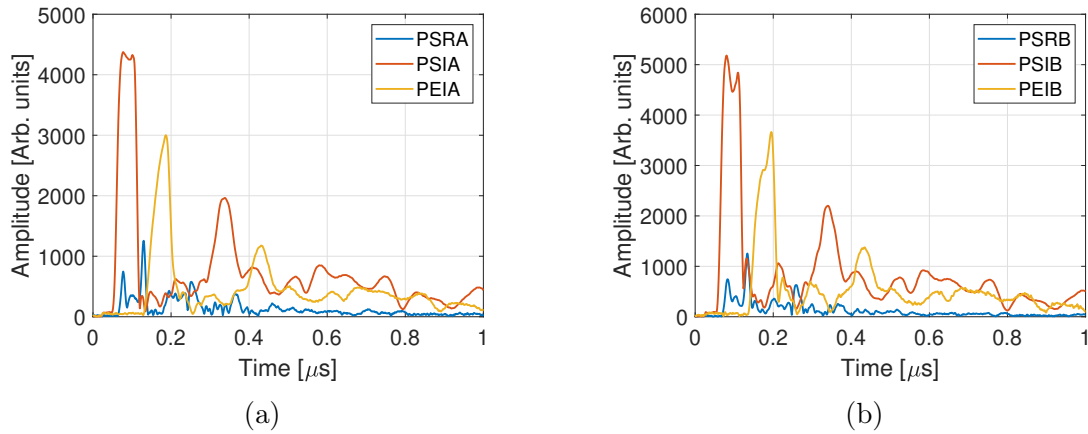 5000
4000
3000
2000
1000
0
Amplitude [Arb. units]
PSRA
PSIA
PEIA
0 0.2 0.4 0.6 0.8 1
Time [μs]
(a)
6000
5000
4000
3000
2000
1000
0
Amplitude [Arb. units]
PSRB
PSIB
PEIB
0 0.2 0.4 0.6 0.8 1
Time [μs]
(b)